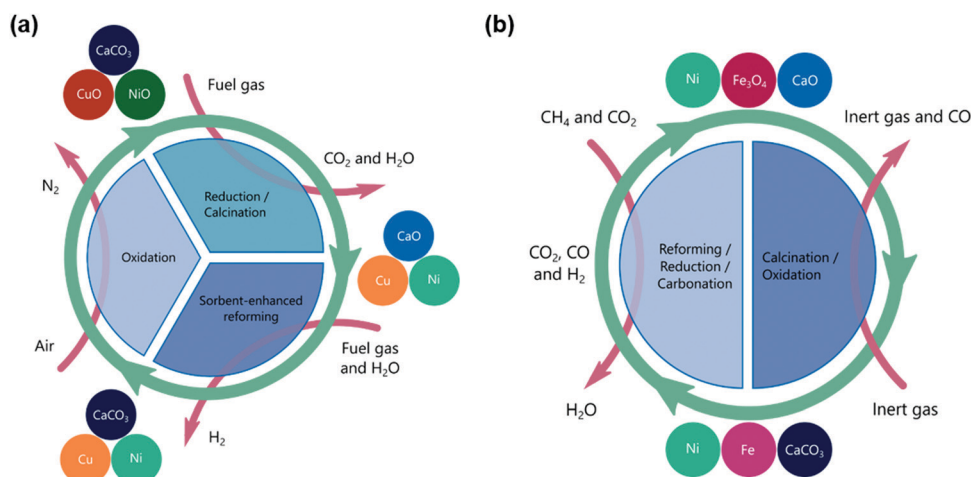 (a)
CaCO₃
CuO
NiO
Fuel gas
CO₂ and H₂O
N₂
Reduction /
Calcination
Oxidation
CaO
Cu
Ni
Sorbent-enhanced
reforming
Air
Fuel gas
and H₂O
CaCO₃
Cu
Ni
H₂
(b)
Ni
Fe₃O₄
CaO
CH₄ and CO₂
Inert gas and CO
CO₂, CO
and H₂
Reforming /
Reduction /
Carbonation
Calcination /
Oxidation
H₂O
Inert gas
Ni
Fe
CaCO₃